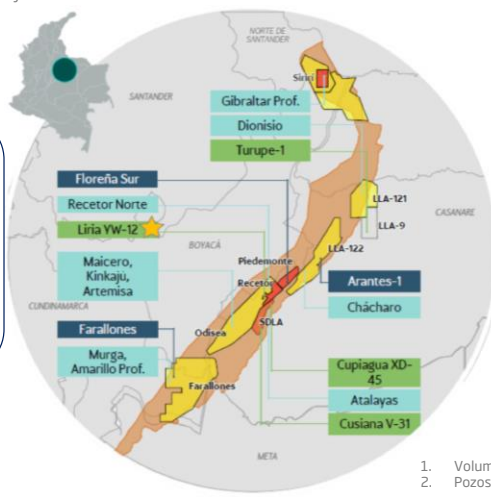 NORTE DE
SANTANDER
Sirirí
SANTANDER
Gibraltar Prof.
Dionisio
Turupe-1
Floreña Sur
LLA-121
Recetor Norte
CASANARE
LLA-9
Liria YW-12
BOYACÁ
LLA-122
Maicero,
Kinkajú,
Artemisa
Piedemonte
Recetor
Arantes-1
CUNDINAMARCA
Chácharo
Farallones
Odisea
SDLA
Murga,
Amarillo Prof.
Cupiagua XD-
45
Farallones
Atalayas
Cusiana V-31
META
1. Volum
2. Pozos